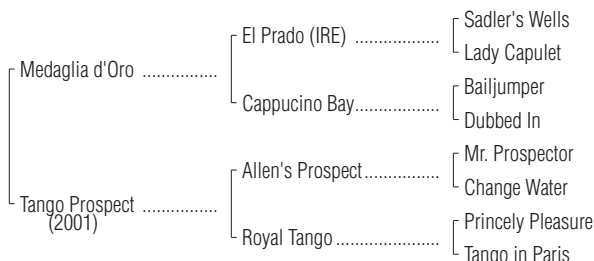 Sadler's Wells
El Prado (IRE) ..................
Lady Capulet
Medaglia d'Oro ................
Bailjumper
Cappucino Bay..................
Dubbed In
Mr. Prospector
Allen's Prospect................
Change Water
Tango Prospect ................
(2001)
Princely Pleasure
Royal Tango ......................
Tango in Paris